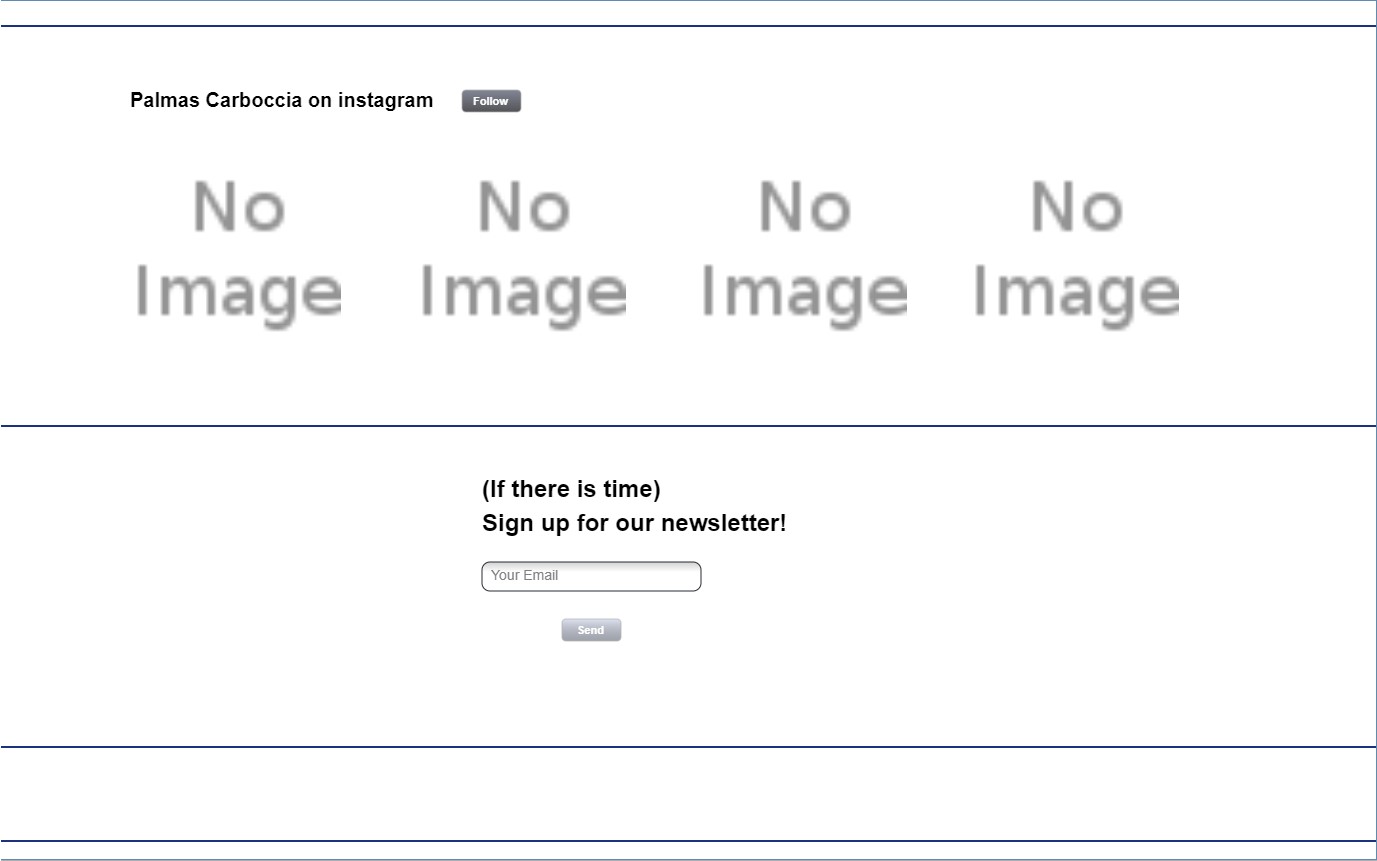 Palmas Carboccia on instagram Follow
No No No No
Image Image Image Image
(If there is time)
Sign up for our newsletter!
Your Email
Send